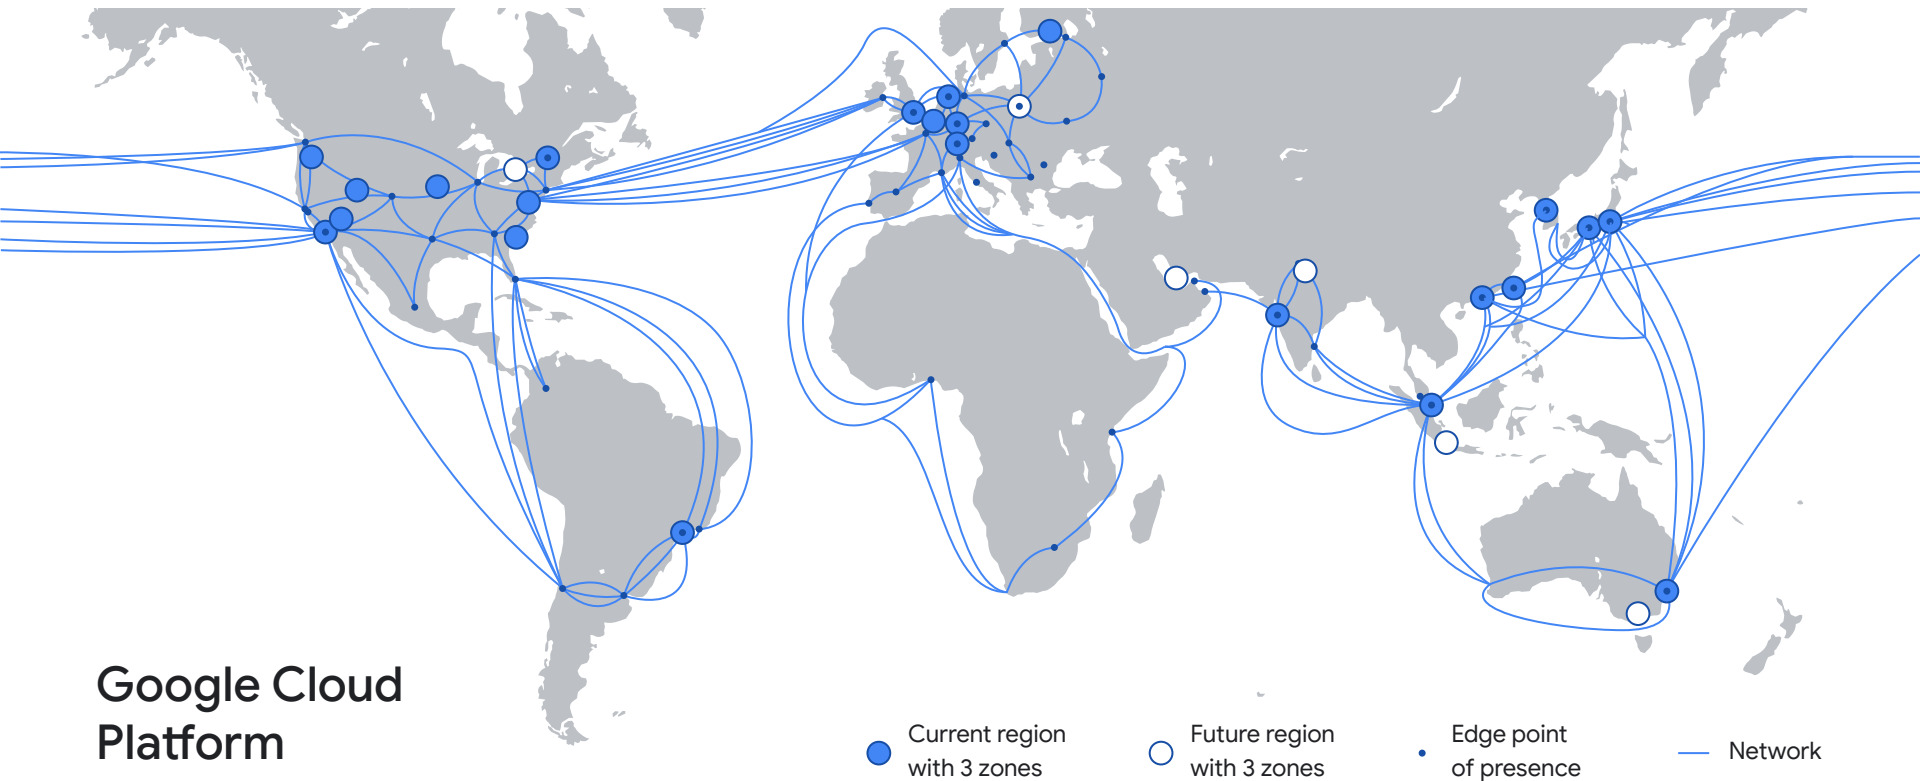 Google Cloud
Platform
Current region
with 3 zones
Future region
with 3 zones
Edge point
of presence
Network